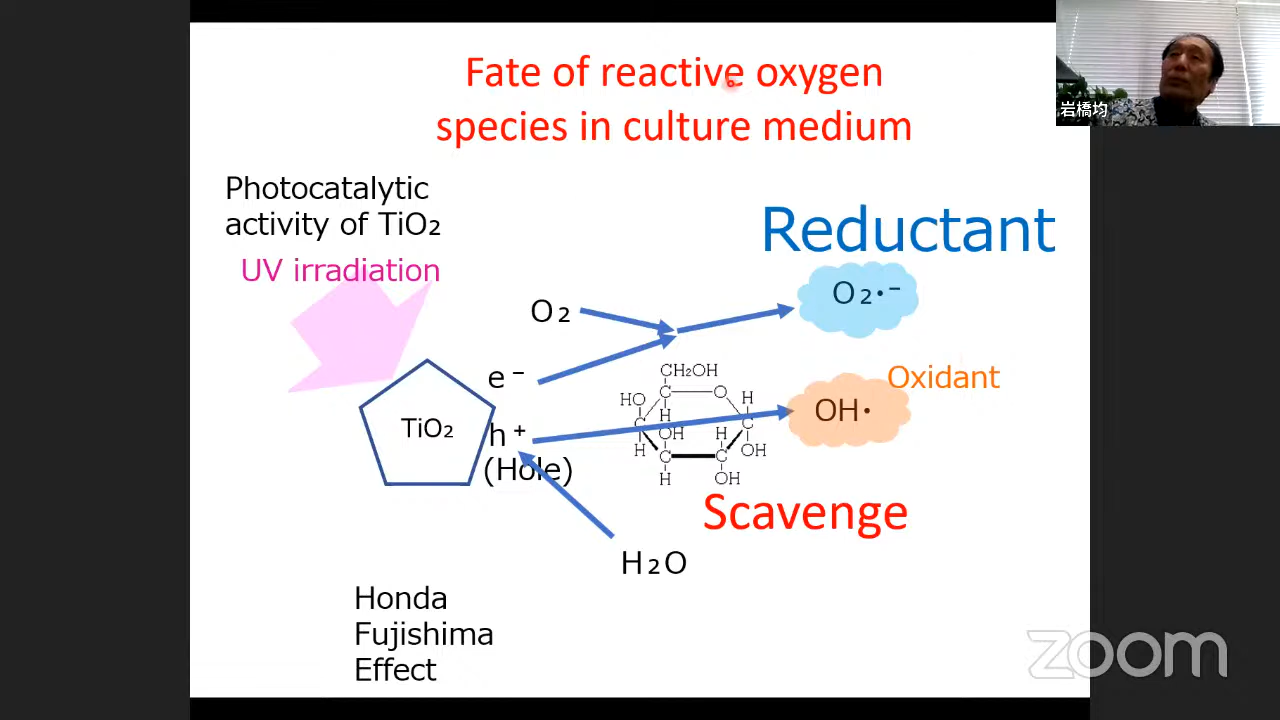 Fate of reactive oxygen
species in culture medium
岩橋均
Photocatalytic
activity of TiO₂
UV irradiation
Reductant
O₂
O₂・⁻
e⁻
CH₂OH
Oxidant
HO
C
O
H
H
TiO₂
h⁺
C
OH
H
C
OH・
(Hole)
H
C
C
OH
H
OH
Scavenge
H₂O
Honda
Fujishima
Effect
zoom